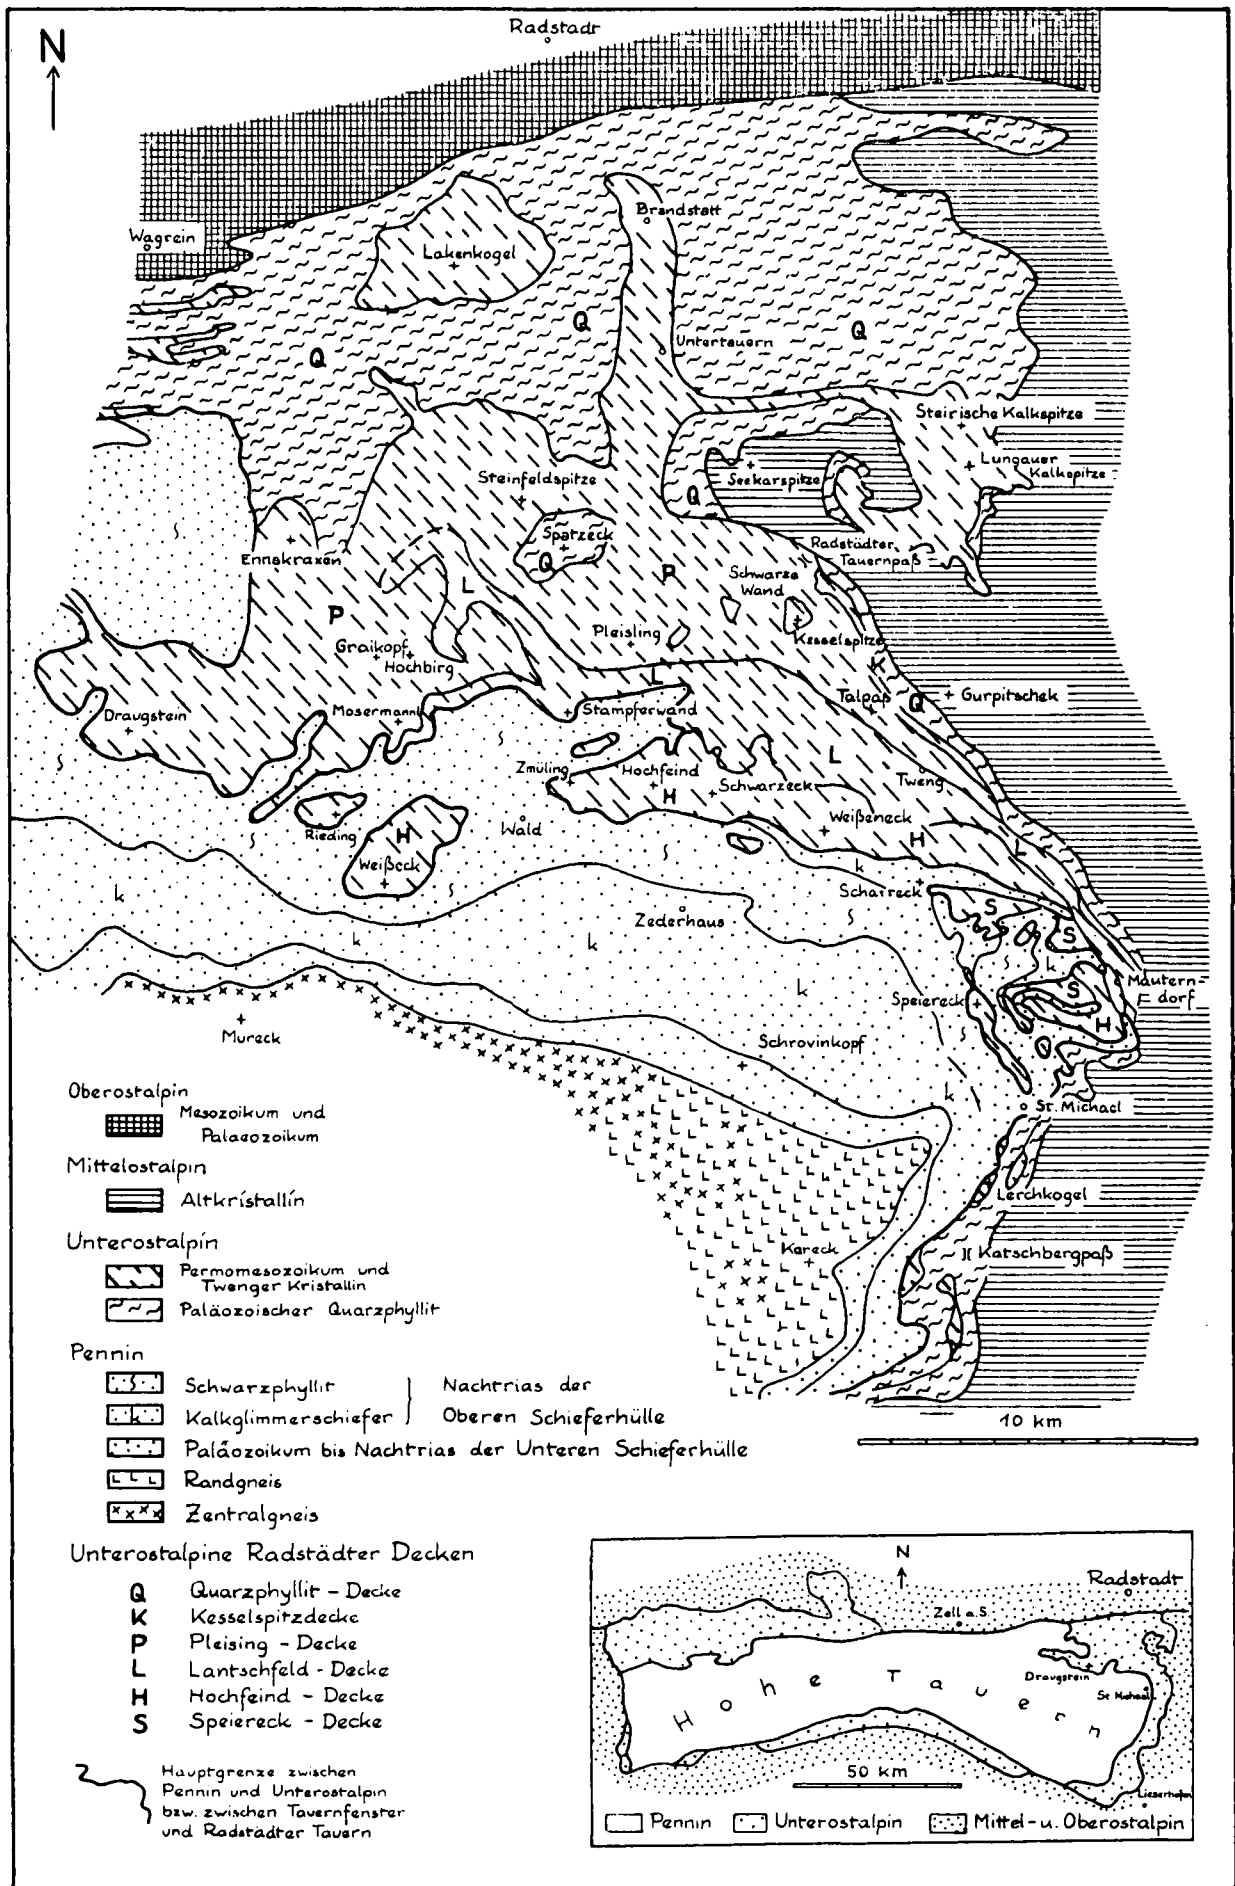 N
Radstadt
Wagrein
Brandstatt
Lakenkogel
Q
Q
Q
Untertauern
Steirische Kalkspitze
Lungauer
Kalkspitze
Steinfeldspitze
Seekarspitze
Q
Spatzeck
Q
Ennskraxen
Radstädter
Tauernpaß
Schwarze
Wand
P
L
P
Pleisling
Kesselspitze
Graikopf
Hochbirg
K
L
Talpaß
Q
Gurpitschek
Draugstein
Mosermannl
Stampferwand
Zmüling
Hochfeind
H
Schwarzeck
L
Tweng
Weißeneck
H
L
Rieding
H
Weißeck
Wald
Scharreck
Zederhaus
S
S
S
H
Speiereck
Mautern-
dorf
k
k
k
k
k
k
k
Mureck
Schrovinkopf
St. Michael
Lerchkogel
Kareck
Katschbergpaß
Oberostalpin
Mesozoikum und
Palaeozoikum
Mittelostalpin
Altkristallin
Unterostalpin
Permomesozoikum und
Twenger Kristallin
Paläozoischer Quarzphyllit
Pennin
Schwarzphyllit
Nachtrias der
k
Kalkglimmerschiefer
Oberen Schieferhülle
Paläozoikum bis Nachtrias der Unteren Schieferhülle
Randgneis
Zentralgneis
10 km
Unterostalpine Radstädter Decken
Q Quarzphyllit - Decke
K Kesselspitzdecke
P Pleising - Decke
L Lantschfeld - Decke
H Hochfeind - Decke
S Speiereck - Decke
Hauptgrenze zwischen
Pennin und Unterostalpin
bzw. zwischen Tauernfenster
und Radstädter Tauern
N
Radstadt
Zell a. S.
Draugstein
St Michael
Hohe Tauern
50 km
Lieserhofen
Pennin
Unterostalpin
Mittel- u. Oberostalpin